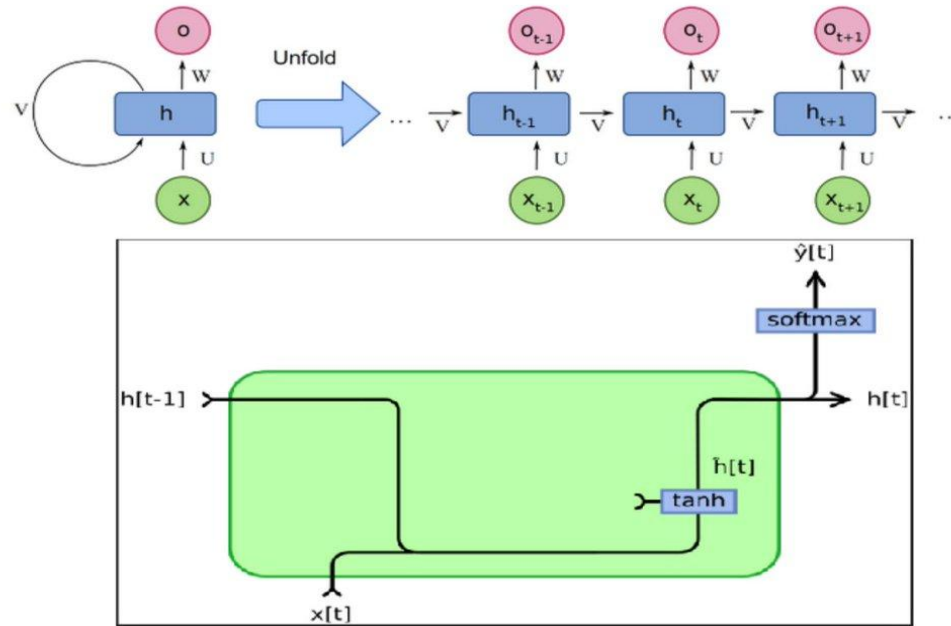 o o_{t-1} o_t o_{t+1}
Unfold
W W W W
V h ... V h_{t-1} V h_t V h_{t+1} V ...
U U U U
x x_{t-1} x_t x_{t+1}
ŷ[t]
softmax
h[t-1] h[t]
h̃[t]
tanh
x[t]